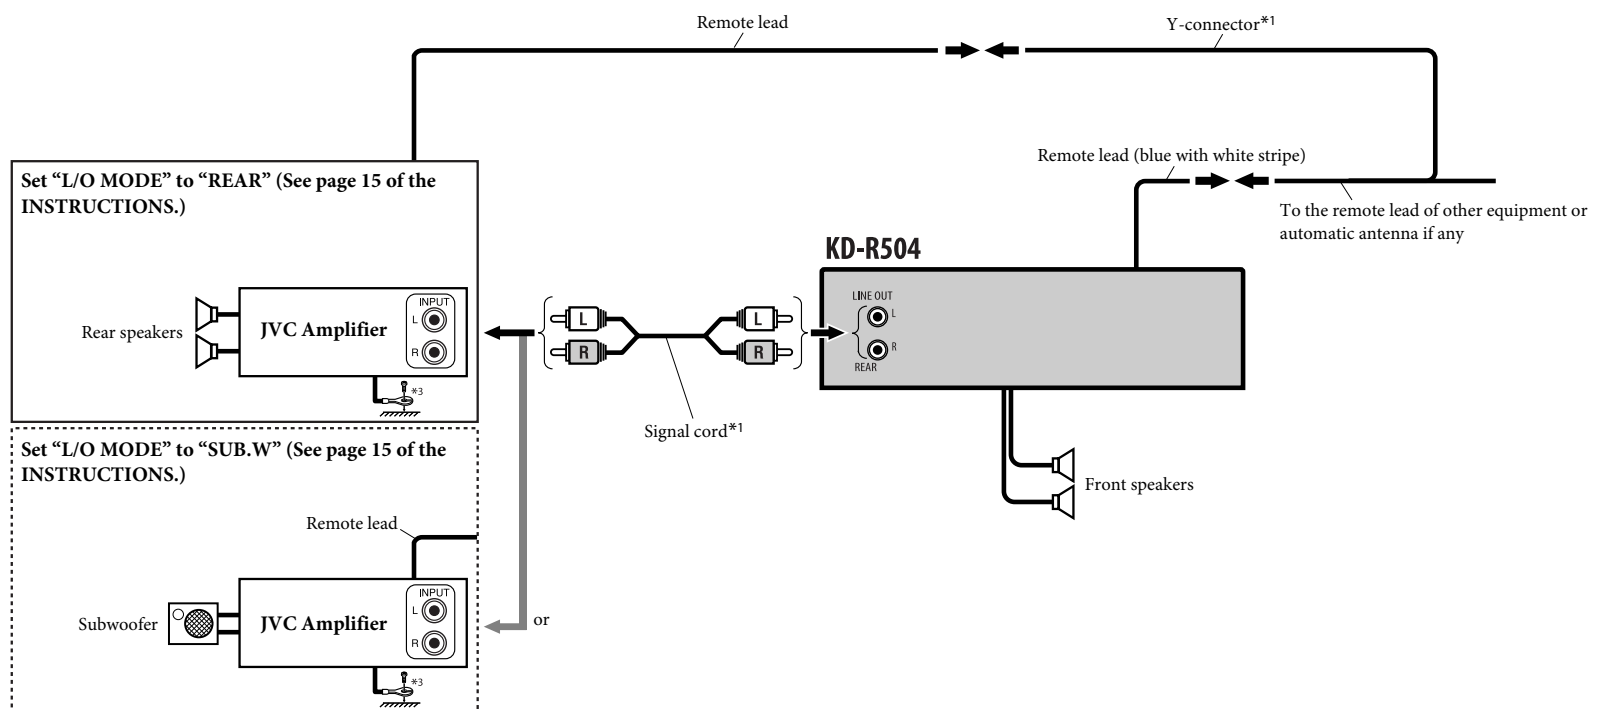 Remote lead
Y-connector*1
Remote lead (blue with white stripe)
To the remote lead of other equipment or
automatic antenna if any
Set “L/O MODE” to “REAR” (See page 15 of the
INSTRUCTIONS.)
Rear speakers
JVC Amplifier
INPUT
L
R
*3
L
R
L
R
Signal cord*1
KD-R504
LINE OUT
L
R
REAR
Front speakers
Set “L/O MODE” to “SUB.W” (See page 15 of the
INSTRUCTIONS.)
Remote lead
Subwoofer
JVC Amplifier
INPUT
L
R
*3
or